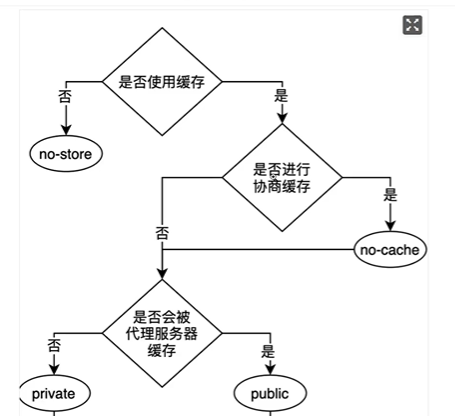 是否使用缓存
否
是
no-store
是否进行
协商缓存
是
否
no-cache
是否会被
代理服务器
缓存
否
是
private
public